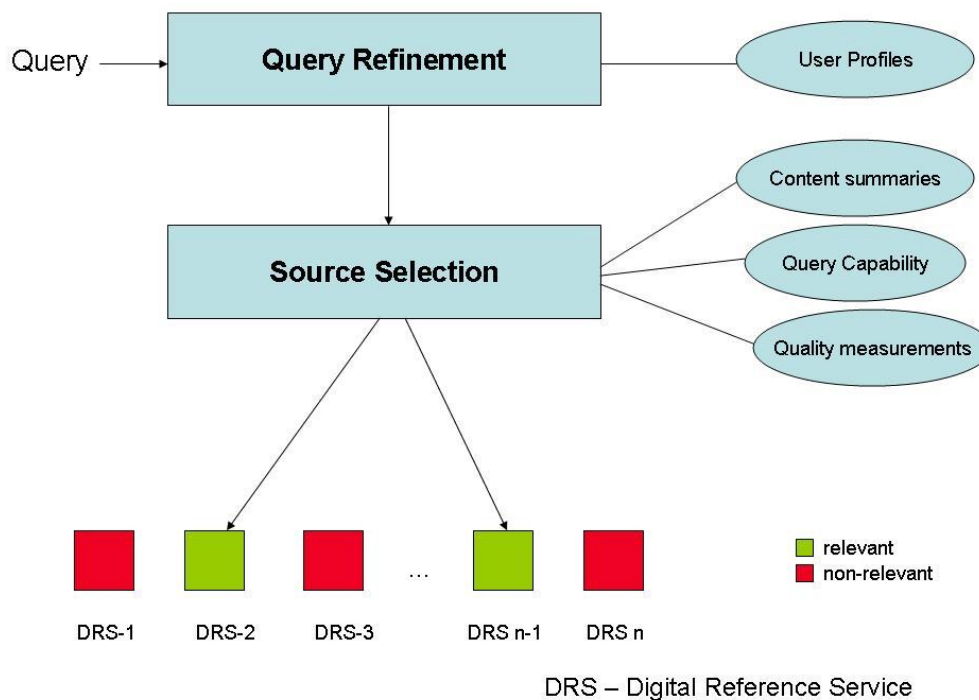 Query
Query Refinement
User Profiles
Content summaries
Source Selection
Query Capability
Quality measurements
...
relevant
non-relevant
DRS-1
DRS-2
DRS-3
DRS n-1
DRS n
DRS – Digital Reference Service